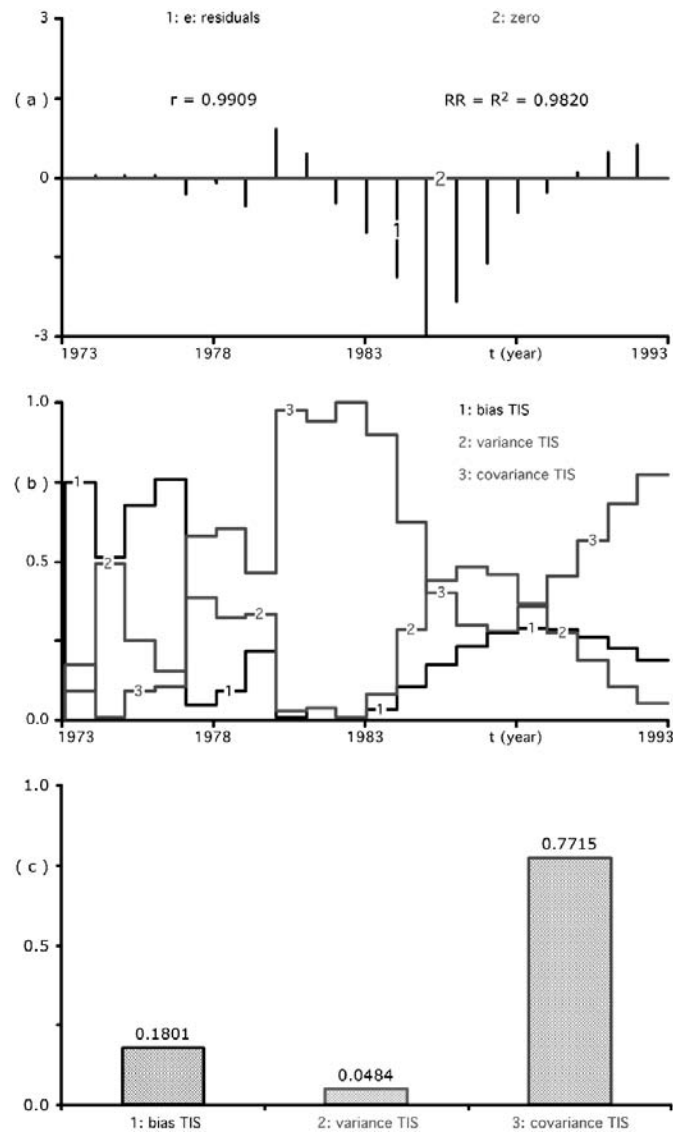 3
1: e: residuals 2: zero
( a )
r = 0.9909 RR = R² = 0.9820
0
2
1
-3
1973 1978 1983 t (year) 1993
1.0
3
1: bias TIS
2: variance TIS
1
( b )
3: covariance TIS
3
2
0.5
3
2
1 2
3 1
1
0.0
1973 1978 1983 t (year) 1993
1.0
0.7715
( c )
0.5
0.1801
0.0484
0.0
1: bias TIS 2: variance TIS 3: covariance TIS